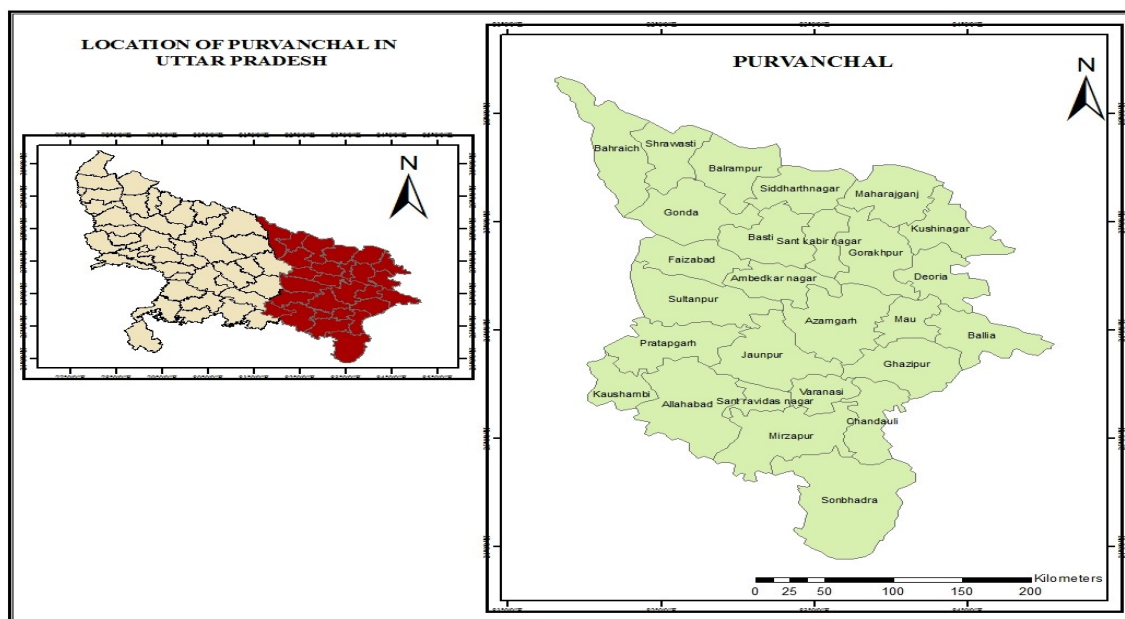 LOCATION OF PURVANCHAL IN
UTTAR PRADESH
N
PURVANCHAL
N
Bahraich
Shrawasti
Balrampur
Siddharthnagar
Maharajganj
Gonda
Kushinagar
Basti
Sant kabir nagar
Gorakhpur
Faizabad
Deoria
Ambedkar nagar
Sultanpur
Azamgarh
Mau
Ballia
Pratapgarh
Jaunpur
Ghazipur
Kaushambi
Allahabad
Sant ravidas nagar
Varanasi
Chandauli
Mirzapur
Sonbhadra
Kilometers
0 25 50 100 150 200